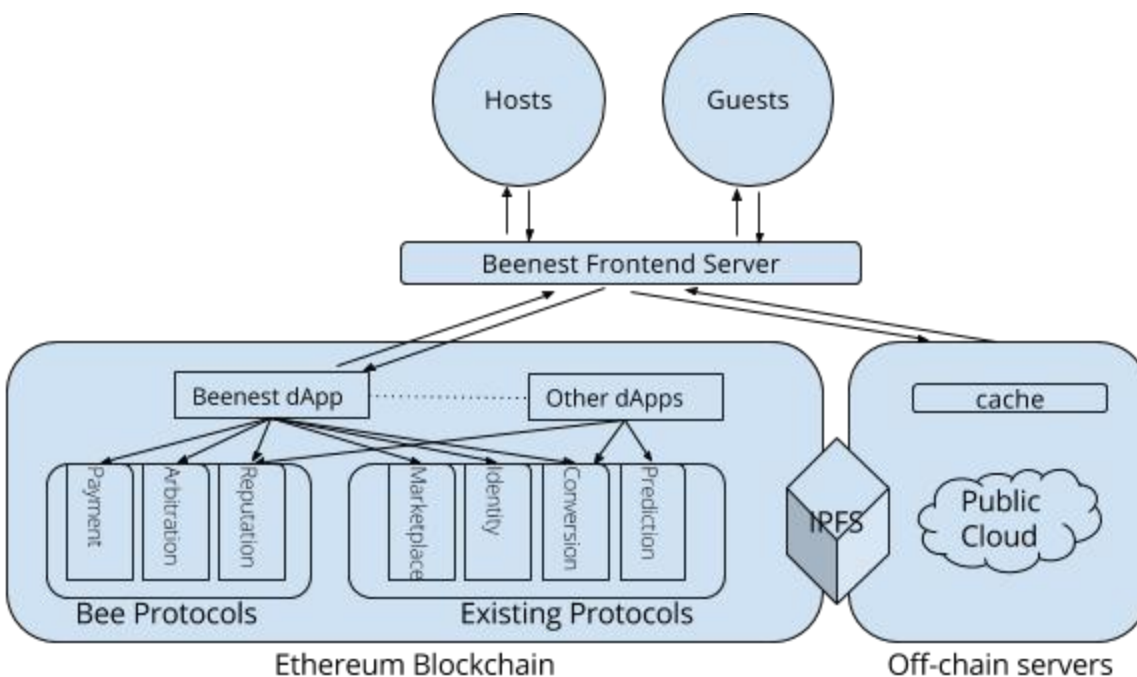 Hosts
Guests
Beenest Frontend Server
Beenest dApp
Other dApps
cache
Payment
Arbitration
Reputation
Marketplace
Identity
Conversion
Prediction
IPFS
Public
Cloud
Bee Protocols
Existing Protocols
Ethereum Blockchain
Off-chain servers